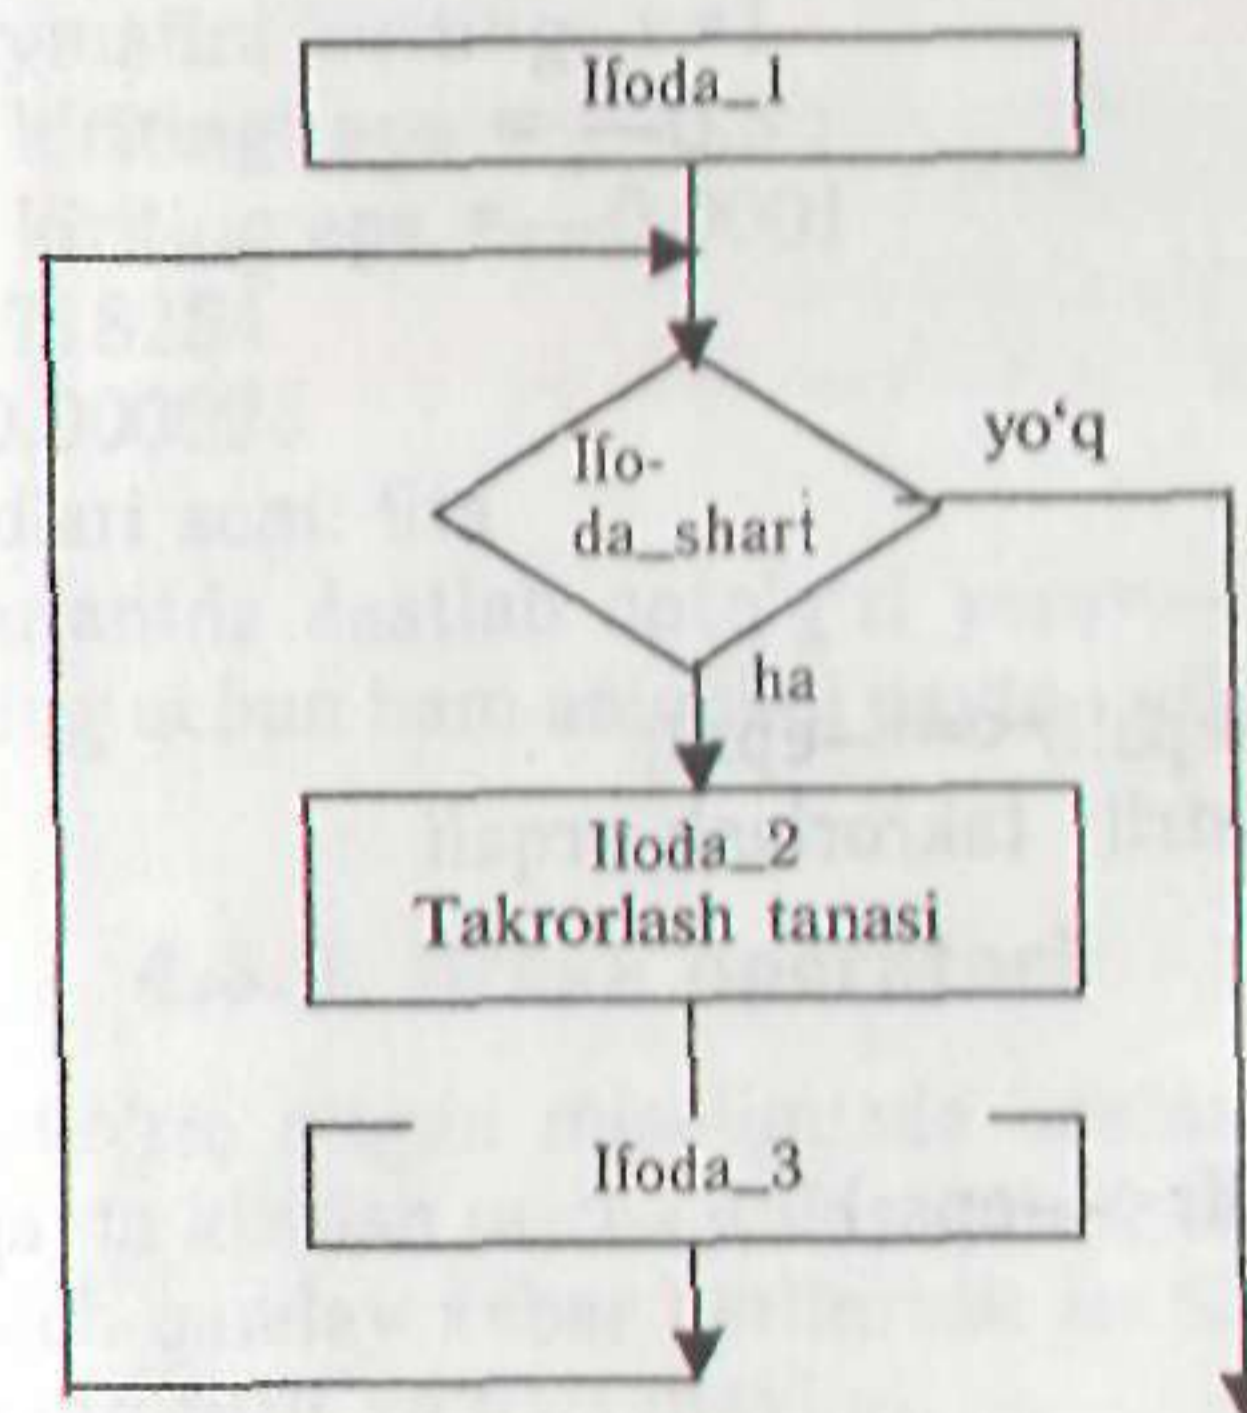 Ifoda_1
Ifo-
da_shart
yo‘q
ha
Ifoda_2
Takrorlash tanasi
Ifoda_3